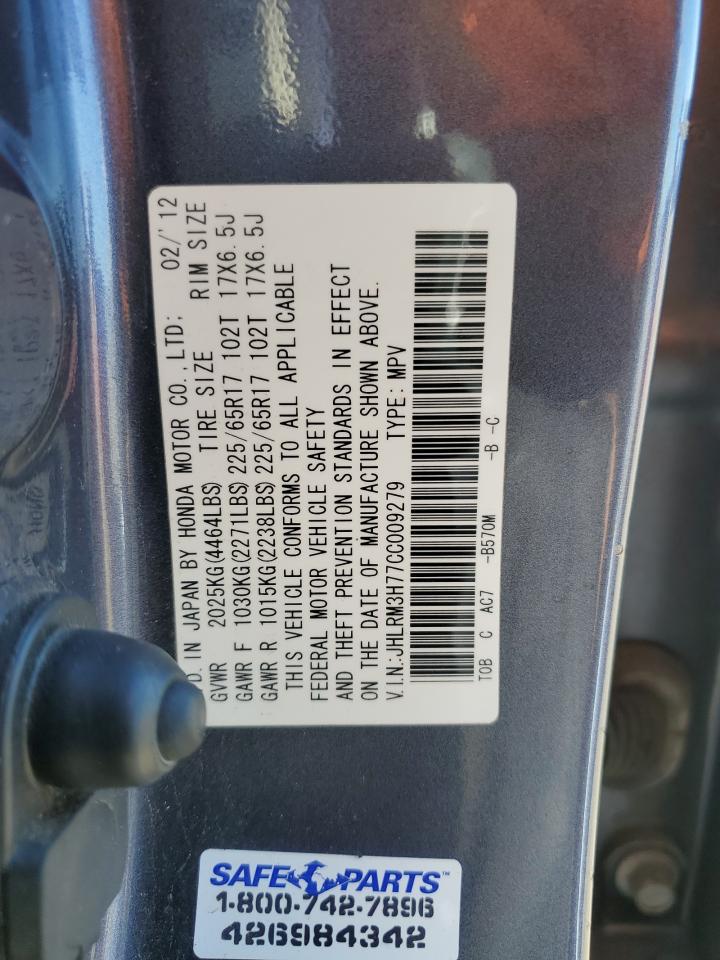 D. IN JAPAN BY HONDA MOTOR CO., LTD; 02/'12
TIRE SIZE RIM SIZE
GVWR 2025KG(4464LBS)
GAWR F 1030KG(2271LBS) 225/65R17 102T 17X6.5J
GAWR R 1015KG(2238LBS) 225/65R17 102T 17X6.5J
THIS VEHICLE CONFORMS TO ALL APPLICABLE
FEDERAL MOTOR VEHICLE SAFETY
AND THEFT PREVENTION STANDARDS IN EFFECT
ON THE DATE OF MANUFACTURE SHOWN ABOVE.
V.I.N.:JHLRM3H77CC009279 TYPE: MPV
TOB C AC7 -B570M -B -C
SAFE PARTS™
1-800-742-7896
426984342